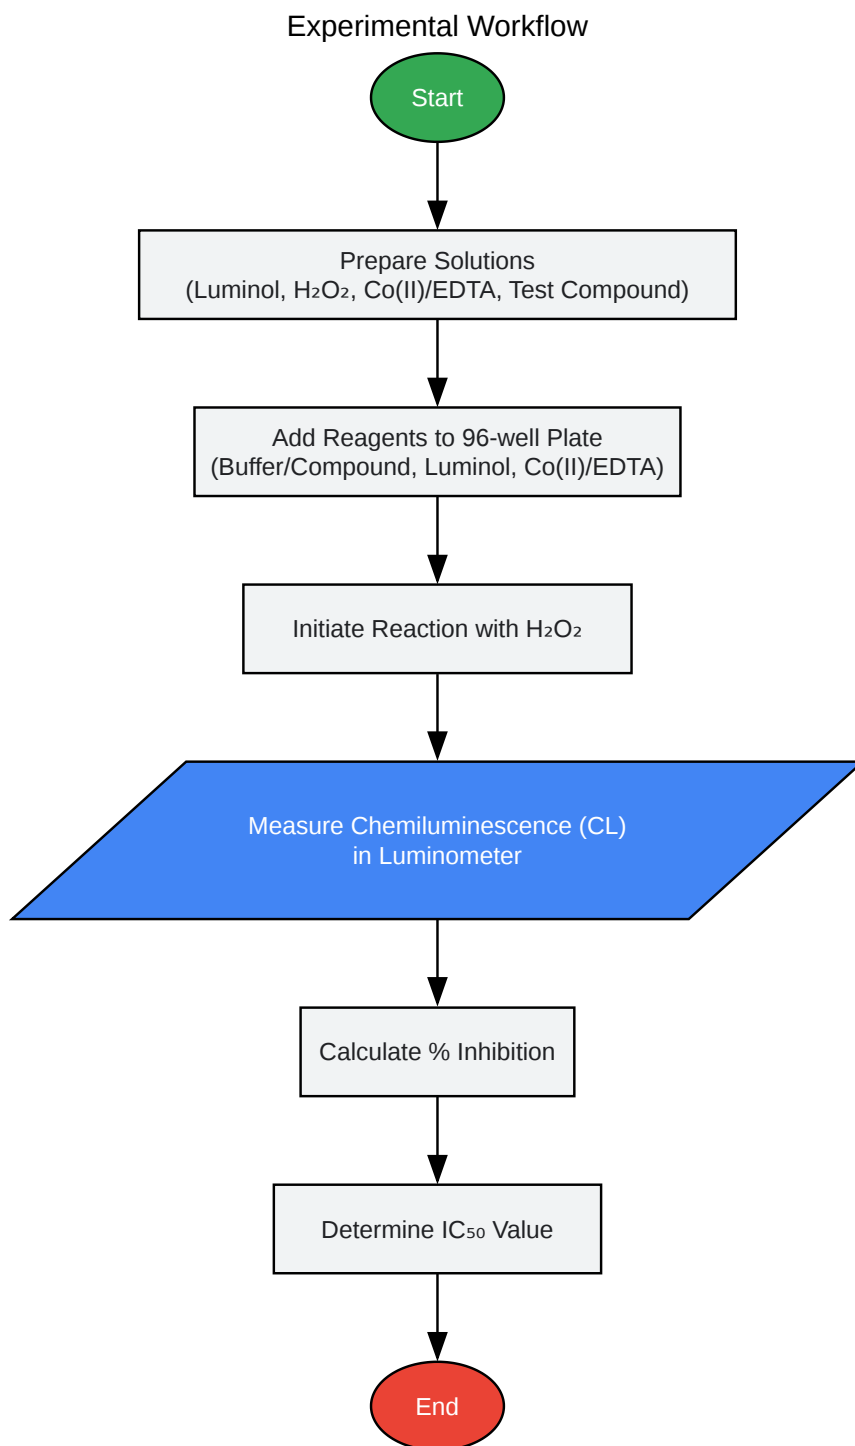 Experimental Workflow
Start
Prepare Solutions
(Luminol, H₂O₂, Co(II)/EDTA, Test Compound)
Add Reagents to 96-well Plate
(Buffer/Compound, Luminol, Co(II)/EDTA)
Initiate Reaction with H₂O₂
Measure Chemiluminescence (CL)
in Luminometer
Calculate % Inhibition
Determine IC₅₀ Value
End